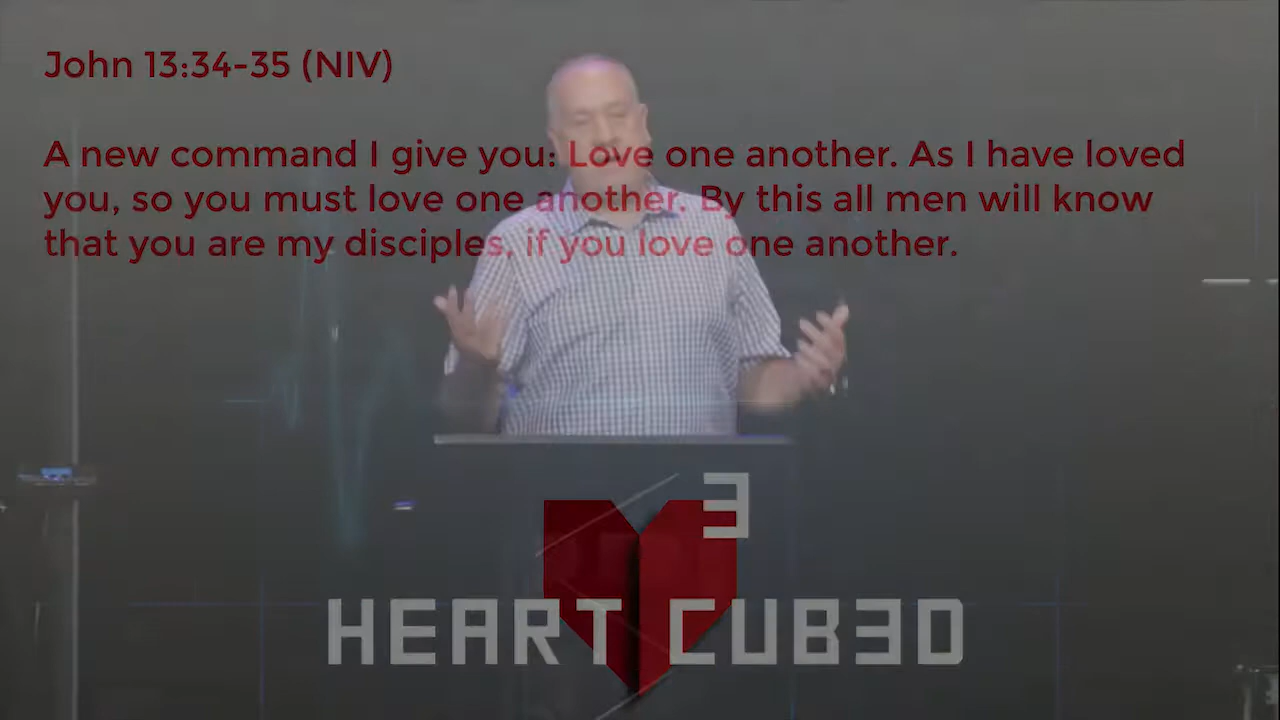 John 13:34-35 (NIV)
A new command I give you: Love one another. As I have loved
you, so you must love one another. By this all men will know
that you are my disciples, if you love one another.
3
HEART CUB3D